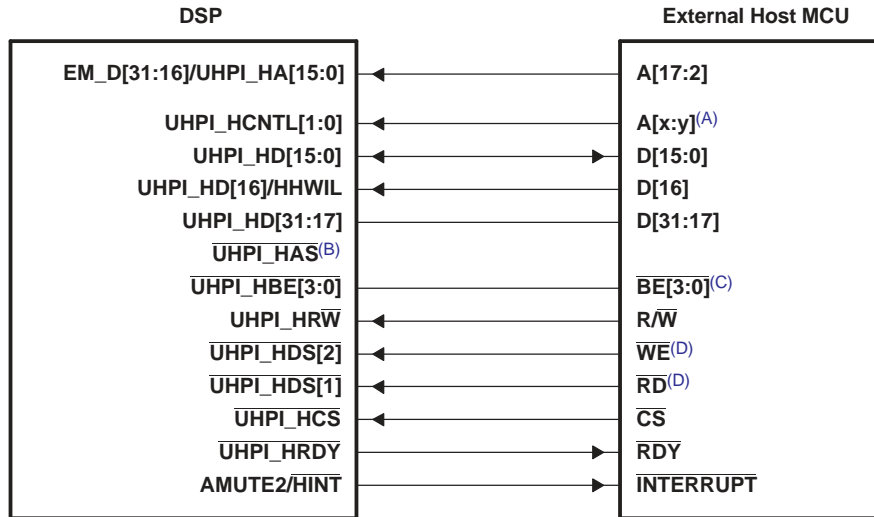 DSP External Host MCU
EM_D[31:16]/UHPI_HA[15:0] A[17:2]
UHPI_HCNTL[1:0] A[x:y](A)
UHPI_HD[15:0] D[15:0]
UHPI_HD[16]/HHWIL D[16]
UHPI_HD[31:17] D[31:17]
UHPI_HAS(B)
UHPI_HBE[3:0] BE[3:0](C)
UHPI_HRW R/W
UHPI_HDS[2] WE(D)
UHPI_HDS[1] RD(D)
UHPI_HCS CS
UHPI_HRDY RDY
AMUTE2/HINT INTERRUPT